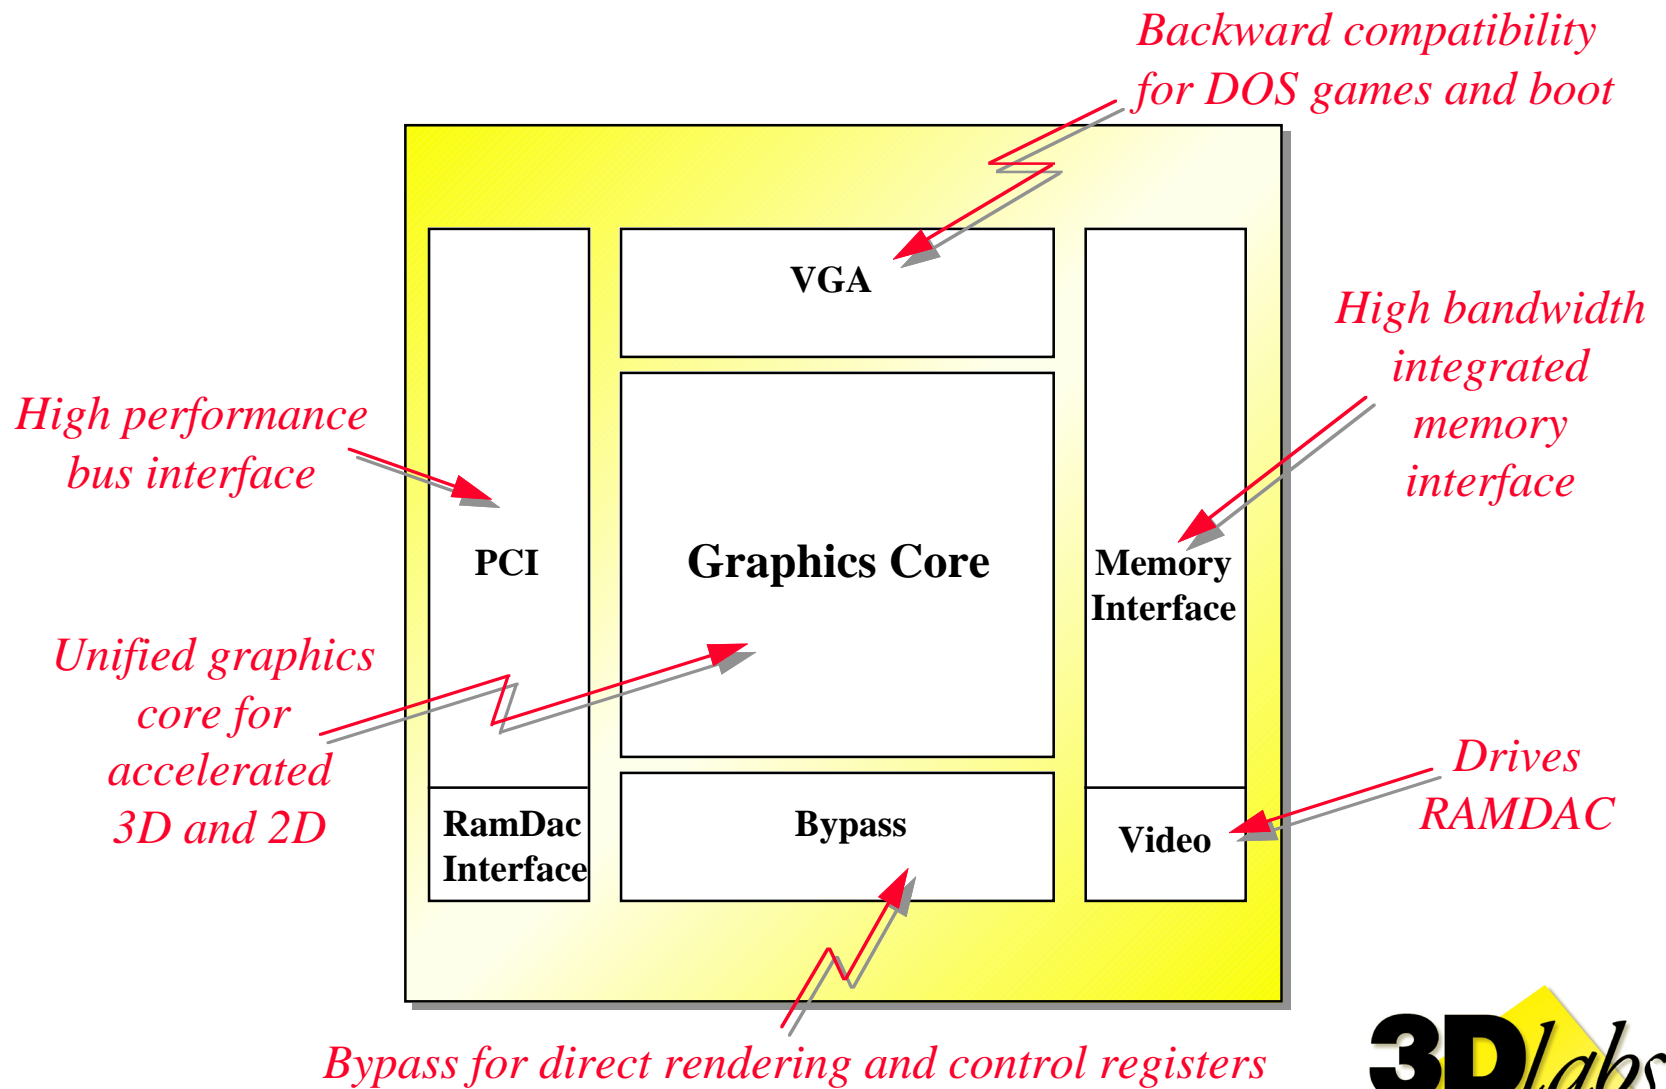 Backward compatibility
for DOS games and boot
VGA
High bandwidth
integrated
memory
interface
High performance
bus interface
PCI
Graphics Core
Memory
Interface
Unified graphics
core for
accelerated
3D and 2D
Drives
RAMDAC
RamDac
Interface
Bypass
Video
Bypass for direct rendering and control registers
3Dlabs